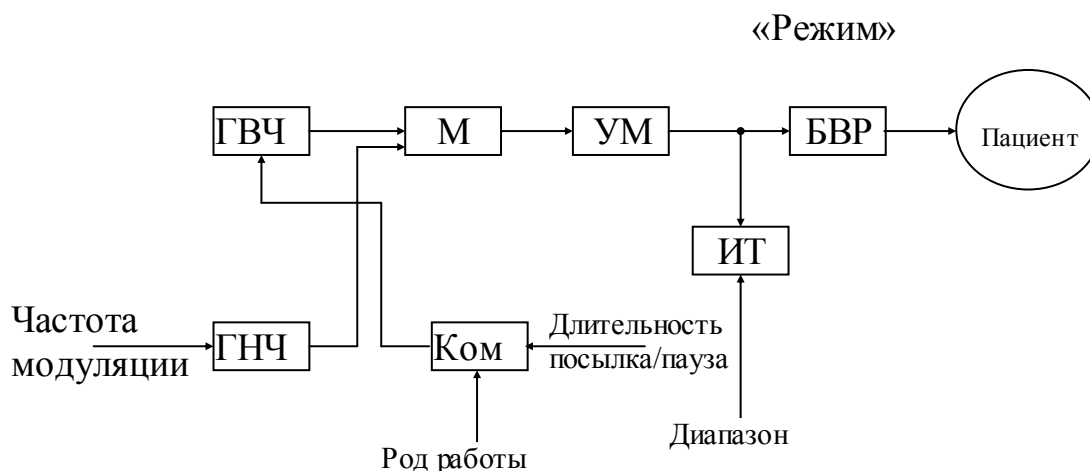 «Режим»
ГВЧ
М
УМ
БВР
Пациент
ИТ
Частота
модуляции
ГНЧ
Ком
Длительность
посылка/пауза
Диапазон
Род работы